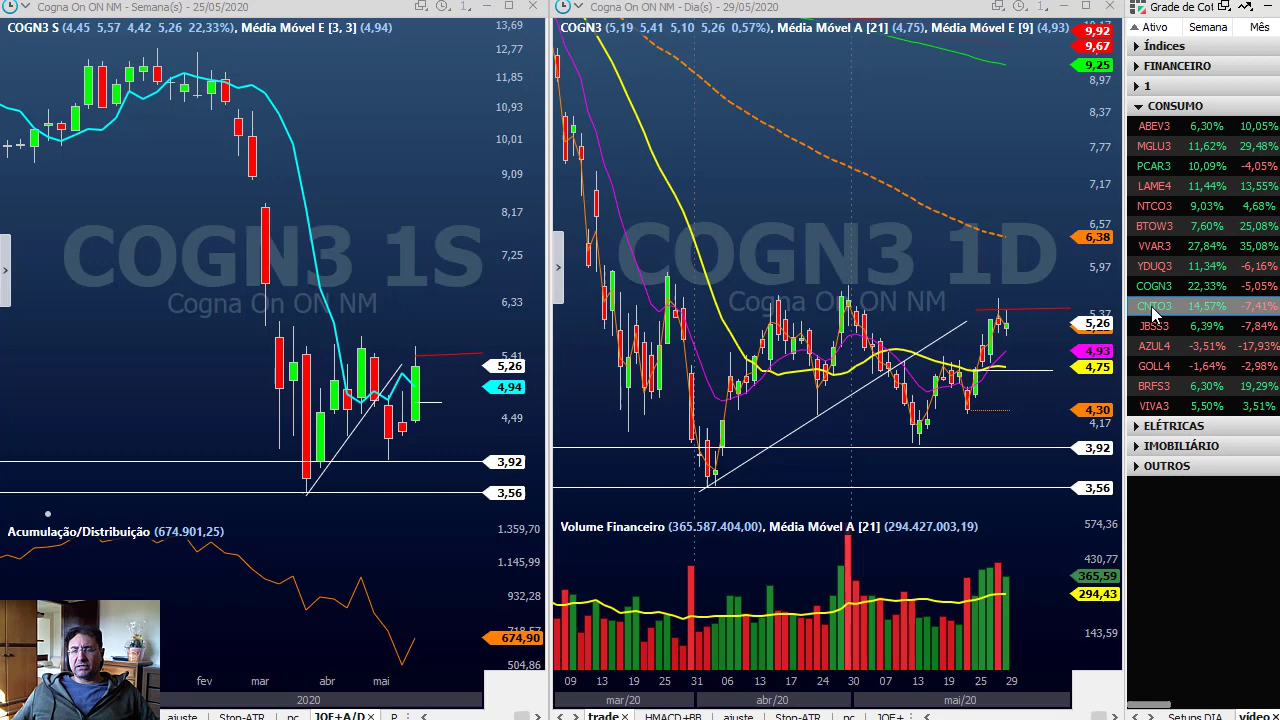 Cogna On ON NM - Semana(s) - 25/05/2020
COGN3 S (4,45 5,57 4,42 5,26 22,33%), Média Móvel E [3, 3] (4,94)
13,69
12,77
11,85
10,93
10,01
9,09
8,17
7,25
6,33
5,41
5,26
4,94
4,49
3,92
3,56
COGN3 1S
Cogna On ON NM
Acumulação/Distribuição (674.901,25)
1.359,70
1.145,99
932,28
718,57
674,90
504,86
fev
mar
abr
mai
2020
ajuste
Stop-ATR
pc
JOE+A/D
P
Cogna On ON NM - Dia(s) - 29/05/2020
COGN3 (5,19 5,41 5,10 5,26 0,57%), Média Móvel A [21] (4,75), Média Móvel E [9] (4,93)
9,92
9,67
9,25
8,97
8,37
7,77
7,17
6,57
6,38
5,97
5,37
5,26
4,93
4,75
4,30
4,17
3,92
3,56
COGN3 1D
Cogna On ON NM
Volume Financeiro (365.587.404,00), Média Móvel A [21] (294.427.003,19)
574,36
430,77
365,59
294,43
143,59
09 13 19 25 31 07 14 20 24 30 07 13 19 25 29
mar/20
abr/20
mai/20
trade
HMACD+BB
ajuste
Stop-ATR
pc
JOE+
Grade de Cot
Ativo Semana Mês
Índices
FINANCEIRO
1
CONSUMO
ABEV3 6,30% 10,05%
MGLU3 11,62% 29,48%
PCAR3 10,09% -4,05%
LAME4 11,44% 13,55%
NTCO3 9,03% 4,68%
BTOW3 7,60% 25,08%
VVAR3 27,84% 35,08%
YDUQ3 11,34% -6,16%
COGN3 22,33% -5,05%
CNTO3 14,57% -7,41%
JBSS3 6,39% -7,84%
AZUL4 -3,51% -17,93%
GOLL4 -1,64% -2,98%
BRFS3 6,30% 19,29%
VIVA3 5,50% 3,51%
ELÉTRICAS
IMOBILIÁRIO
OUTROS
Setups DIA
vídeo